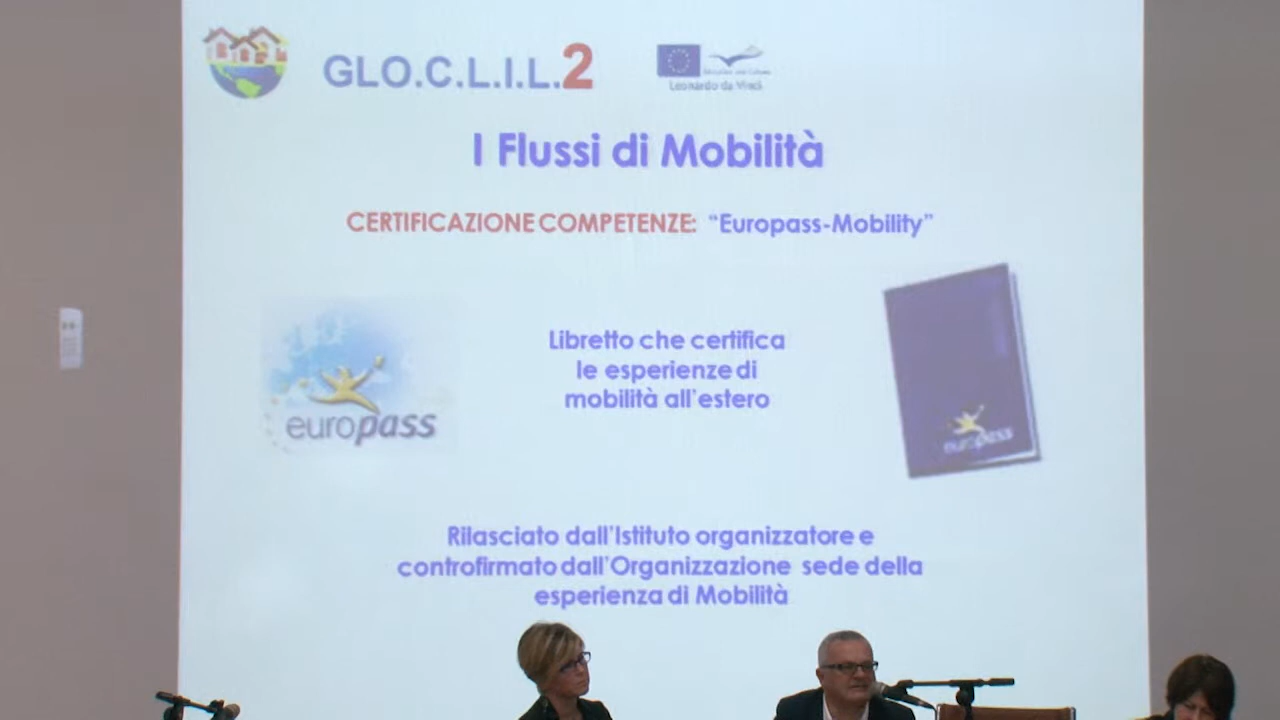 GLO.C.L.I.L.2
Leonardo da Vinci
I Flussi di Mobilità
CERTIFICAZIONE COMPETENZE: “Europass-Mobility”
Libretto che certifica
le esperienze di
mobilità all’estero
europass
europass
Rilasciato dall’Istituto organizzatore e
controfirmato dall’Organizzazione sede della
esperienza di Mobilità